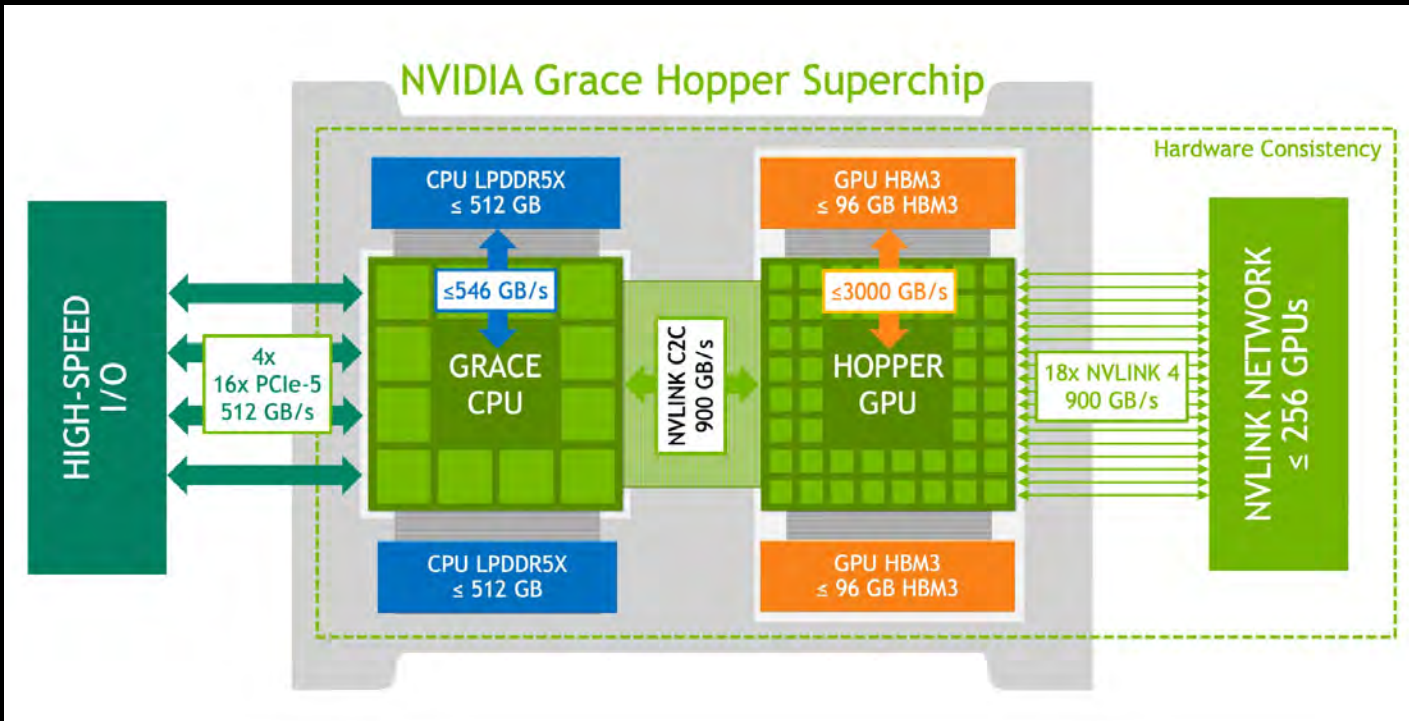 NVIDIA Grace Hopper Superchip
Hardware Consistency
HIGH-SPEED
I/O
4x
16x PCIe-5
512 GB/s
CPU LPDDR5X
≤ 512 GB
≤546 GB/s
GRACE
CPU
CPU LPDDR5X
≤ 512 GB
NVLINK C2C
900 GB/s
GPU HBM3
≤ 96 GB HBM3
≤3000 GB/s
HOPPER
GPU
GPU HBM3
≤ 96 GB HBM3
18x NVLINK 4
900 GB/s
NVLINK NETWORK
≤ 256 GPUs